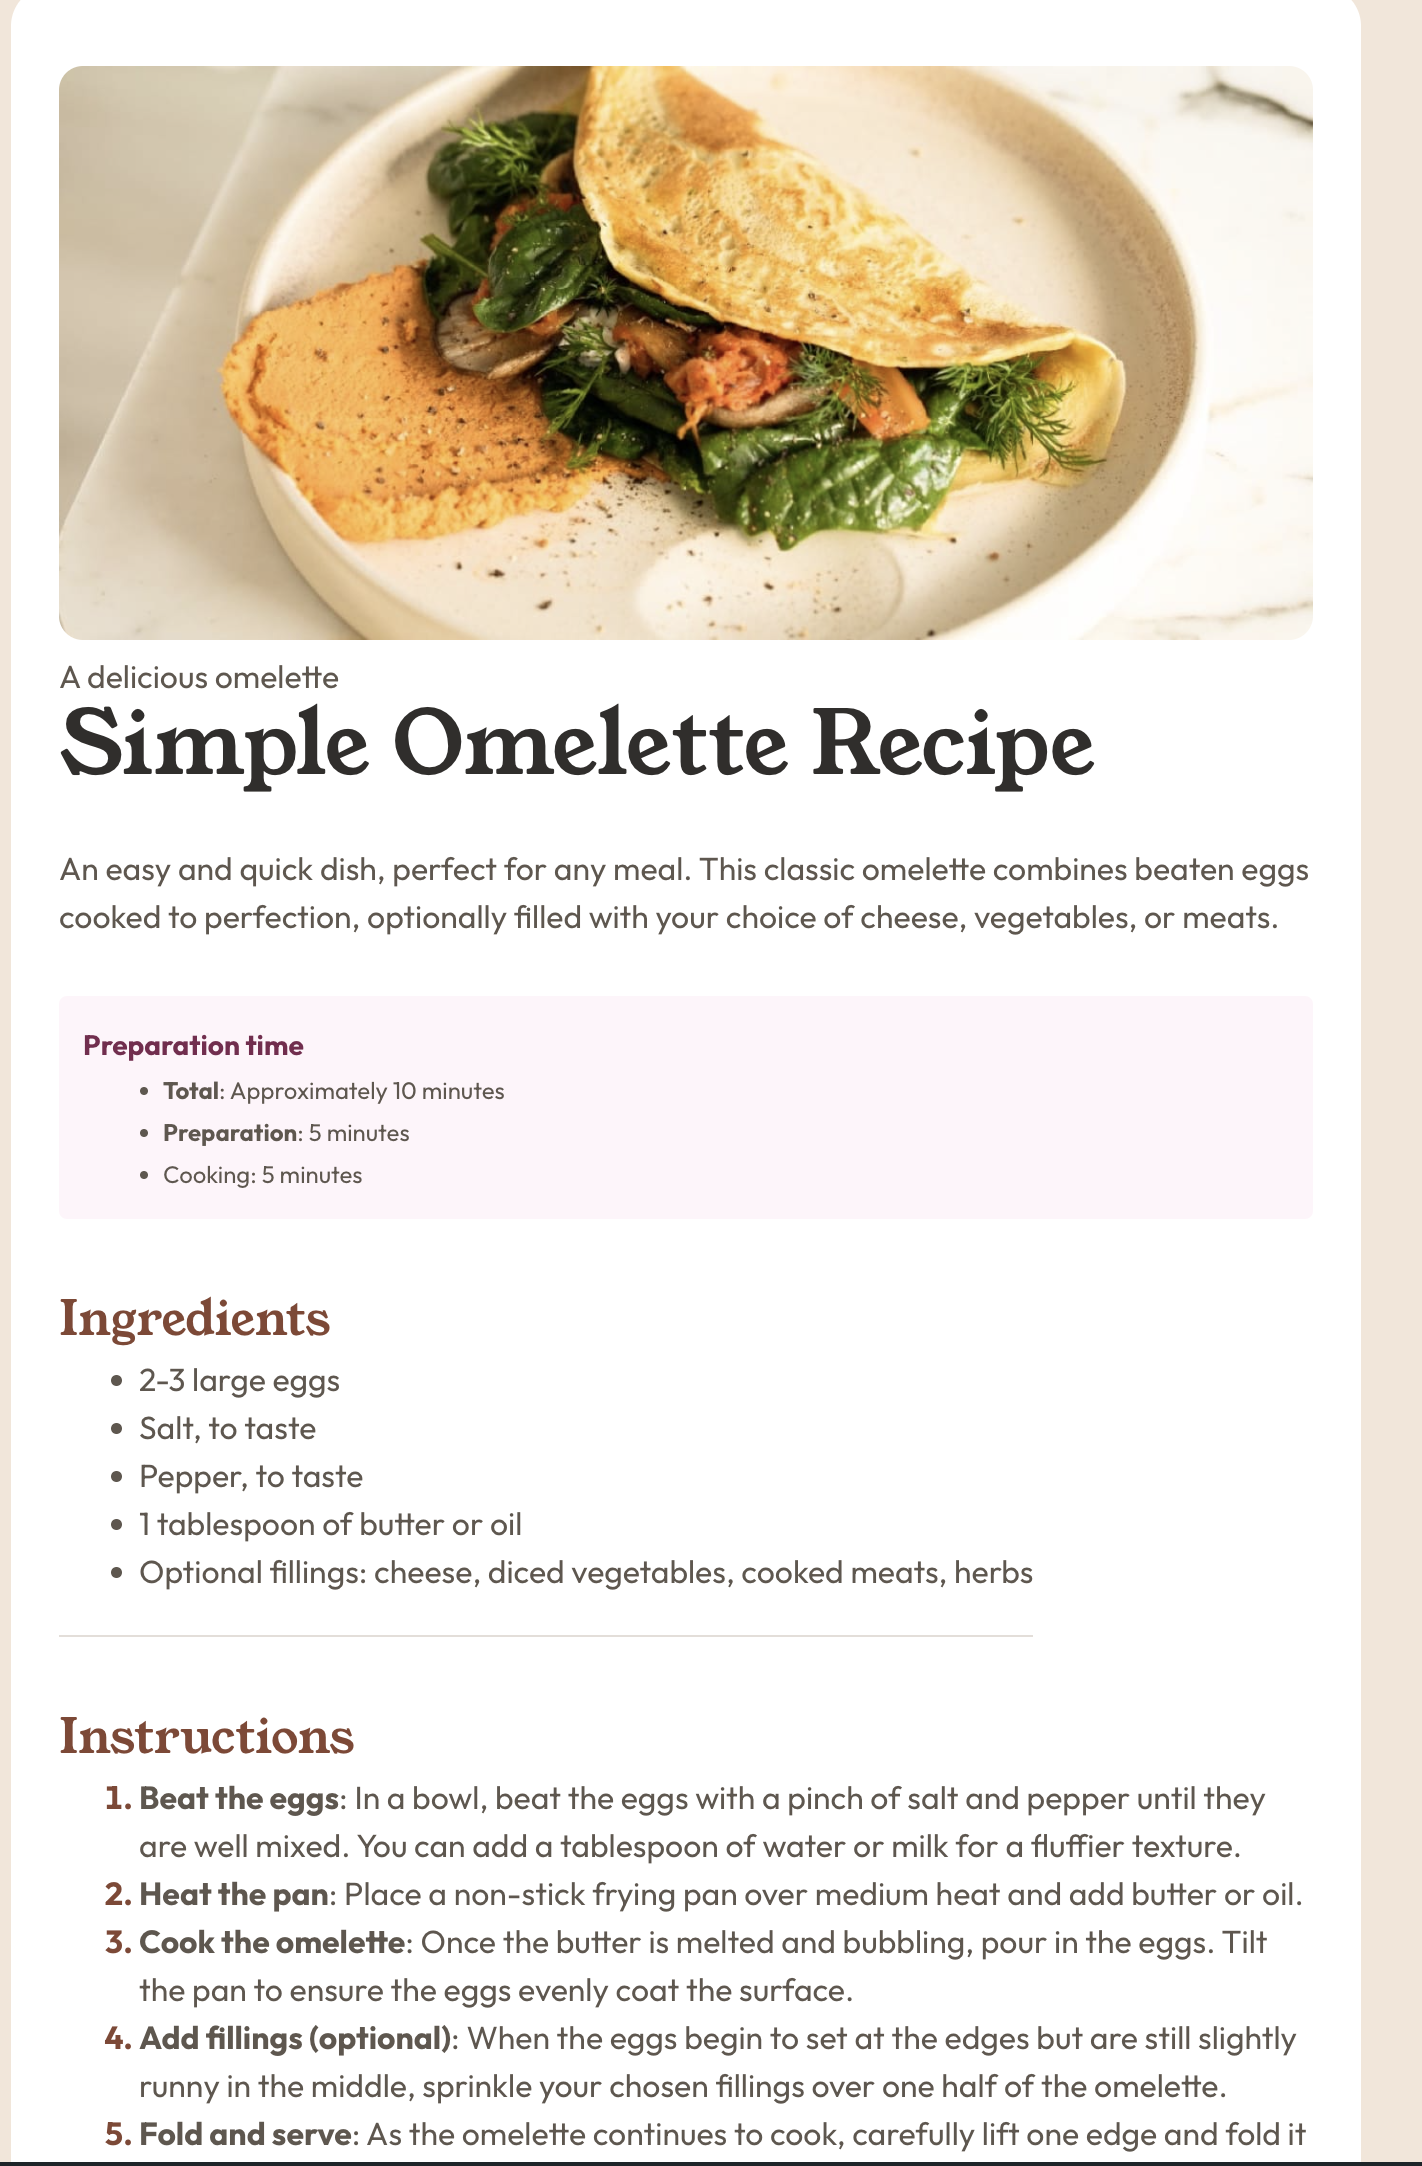 A delicious omelette
Simple Omelette Recipe
An easy and quick dish, perfect for any meal. This classic omelette combines beaten eggs
cooked to perfection, optionally filled with your choice of cheese, vegetables, or meats.
Preparation time
• Total: Approximately 10 minutes
• Preparation: 5 minutes
• Cooking: 5 minutes
Ingredients
• 2-3 large eggs
• Salt, to taste
• Pepper, to taste
• 1 tablespoon of butter or oil
• Optional fillings: cheese, diced vegetables, cooked meats, herbs
Instructions
1. Beat the eggs: In a bowl, beat the eggs with a pinch of salt and pepper until they
are well mixed. You can add a tablespoon of water or milk for a fluffier texture.
2. Heat the pan: Place a non-stick frying pan over medium heat and add butter or oil.
3. Cook the omelette: Once the butter is melted and bubbling, pour in the eggs. Tilt
the pan to ensure the eggs evenly coat the surface.
4. Add fillings (optional): When the eggs begin to set at the edges but are still slightly
runny in the middle, sprinkle your chosen fillings over one half of the omelette.
5. Fold and serve: As the omelette continues to cook, carefully lift one edge and fold it